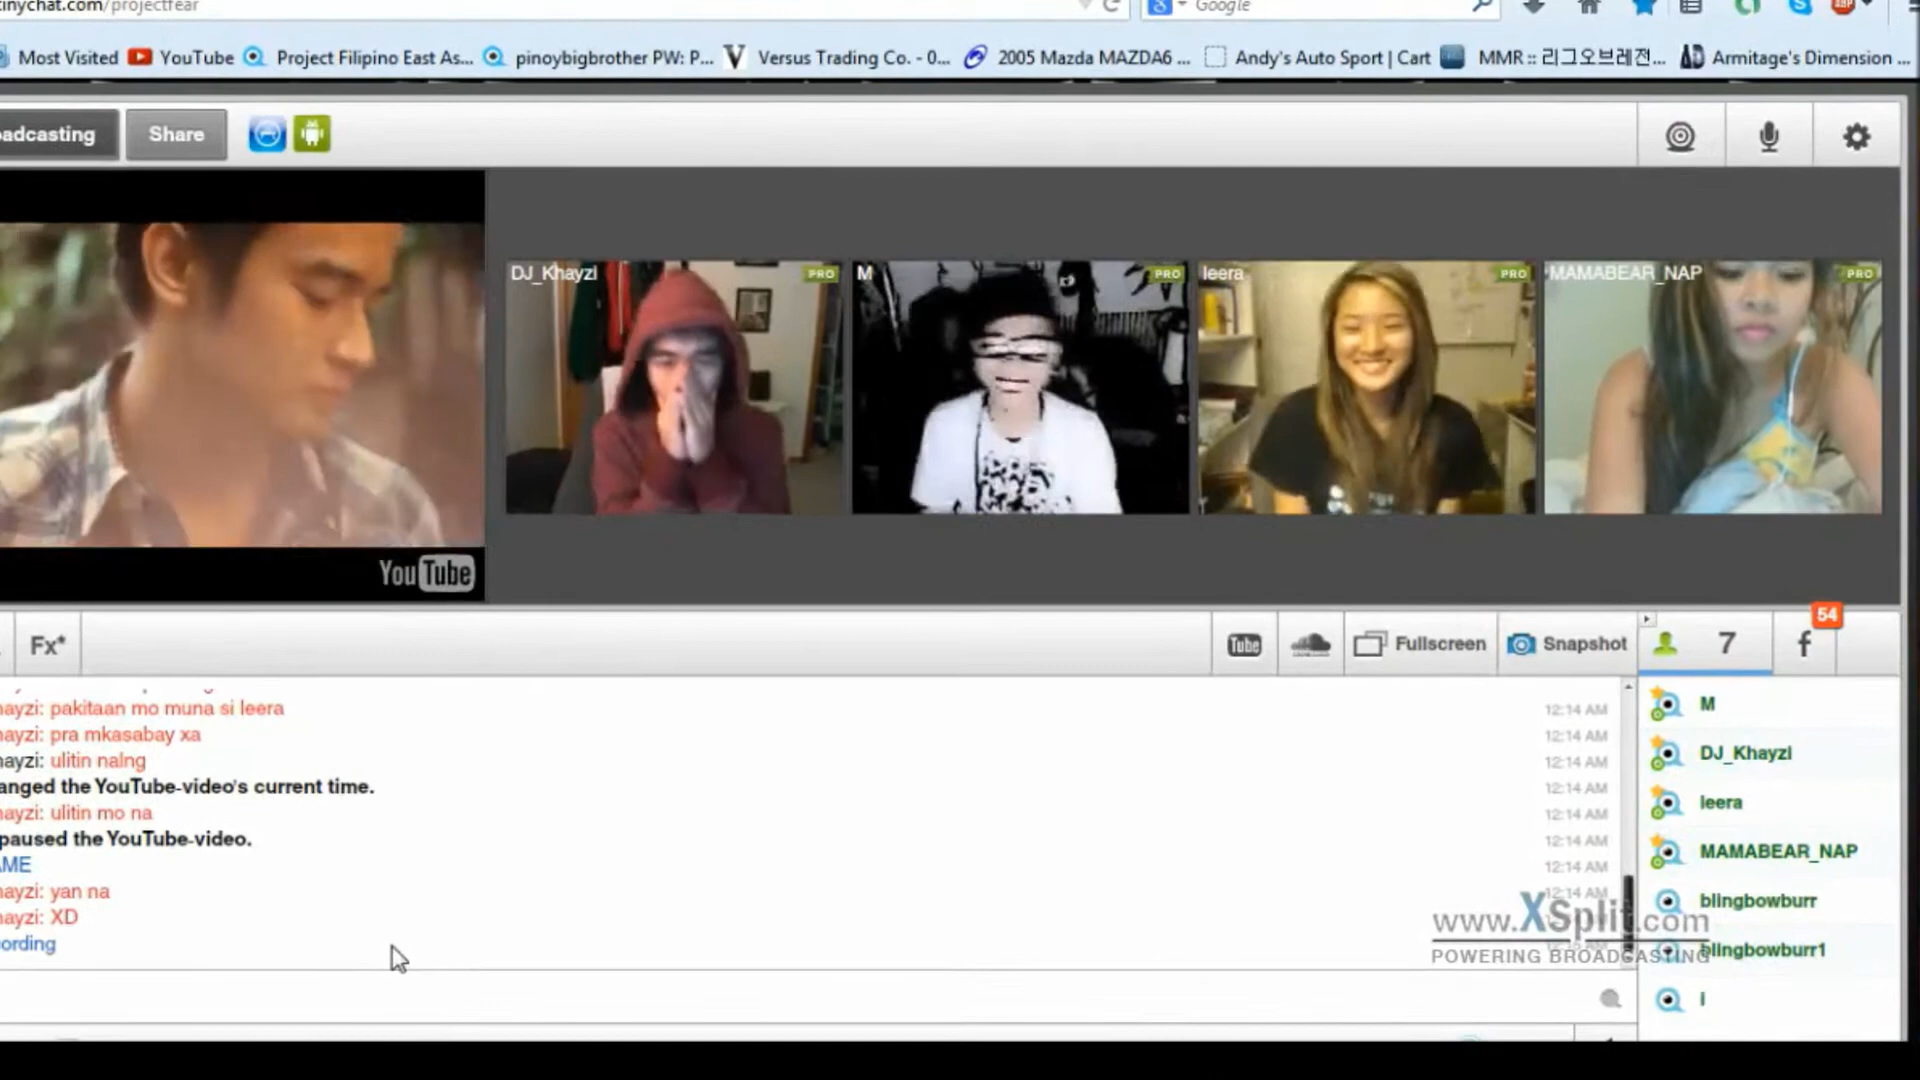 inychat.com/projectfear
Google
Most Visited
YouTube
Project Filipino East As...
pinoybigbrother PW: P...
Versus Trading Co. - 0...
2005 Mazda MAZDA6 ...
Andy's Auto Sport | Cart
MMR :: 리그오브레전...
Armitage's Dimension ...
adcasting
Share
DJ_Khayzi
PRO
M
PRO
leera
PRO
MAMABEAR_NAP
PRO
YouTube
Fx*
Tube
Fullscreen
Snapshot
7
54
ayzi: pakitaan mo muna si leera
12:14 AM
ayzi: pra mkasabay xa
12:14 AM
ayzi: ulitin nalng
12:14 AM
anged the YouTube-video's current time.
12:14 AM
ayzi: ulitin mo na
12:14 AM
paused the YouTube-video.
12:14 AM
AME
12:14 AM
ayzi: yan na
12:14 AM
ayzi: XD
ording
M
DJ_Khayzi
leera
MAMABEAR_NAP
blingbowburr
blingbowburr1
www.XSplit.com
POWERING BROADCASTING